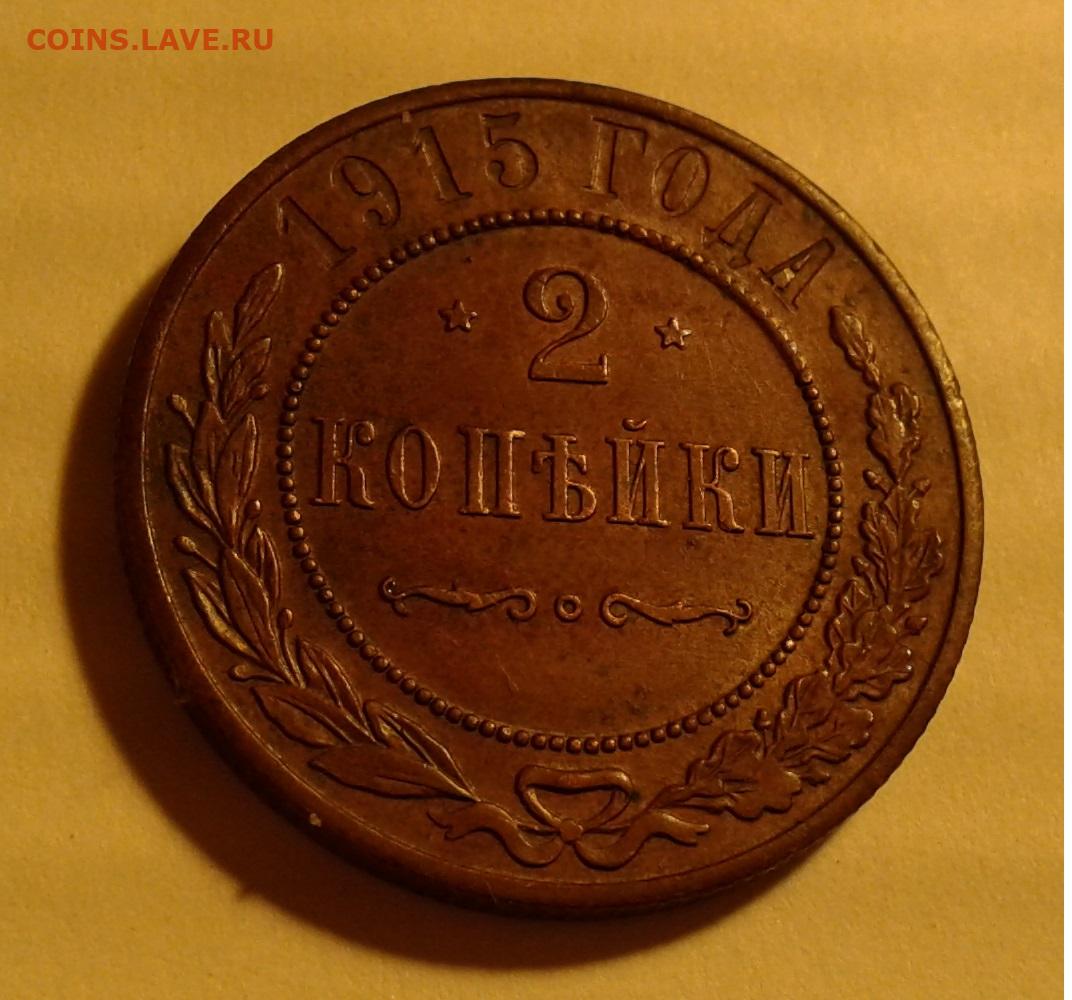 COINS.LAVE.RU
1915 ГОДА
2
КОПѢЙКИ